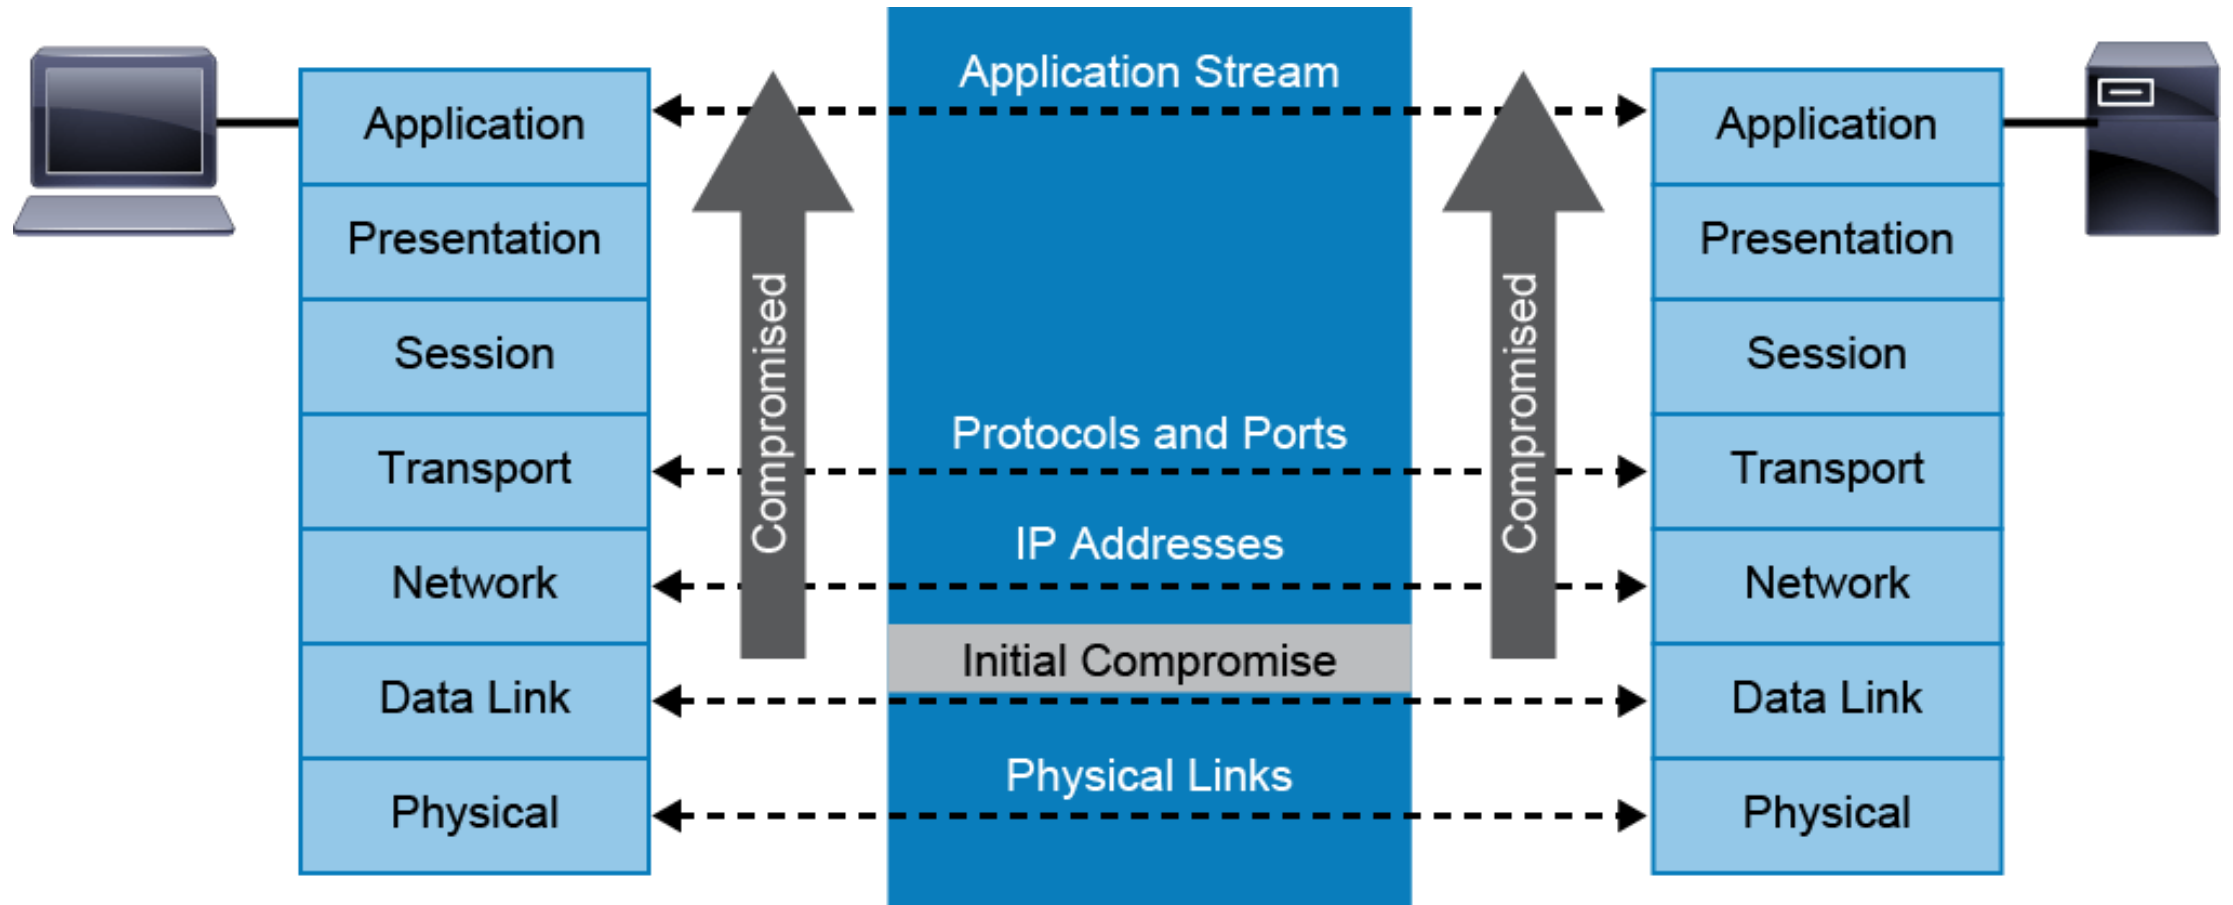 Application
Presentation
Session
Transport
Network
Data Link
Physical
Compromised
Application Stream
Protocols and Ports
IP Addresses
Initial Compromise
Physical Links
Compromised
Application
Presentation
Session
Transport
Network
Data Link
Physical